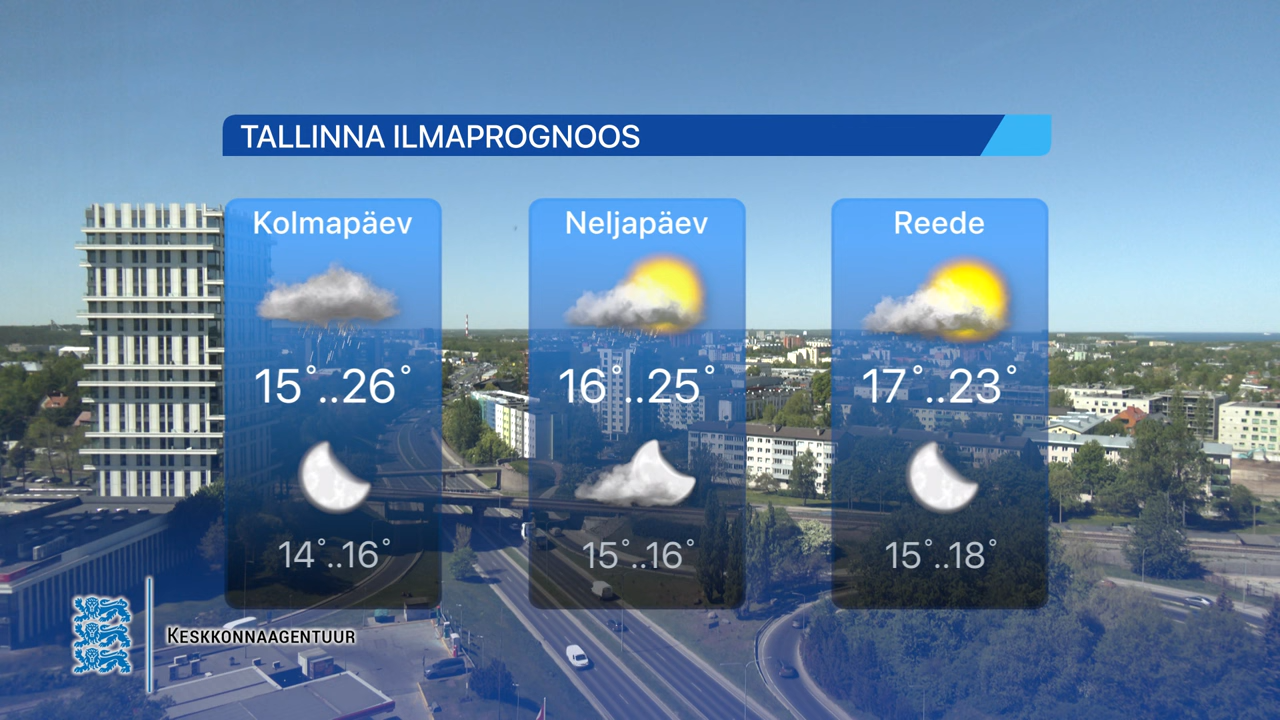 TALLINNA ILMAPROGNOOS
Kolmapäev
15°..26°
14°..16°
Neljapäev
16°..25°
15°..16°
Reede
17°..23°
15°..18°
KESKKONNAAGENTUUR